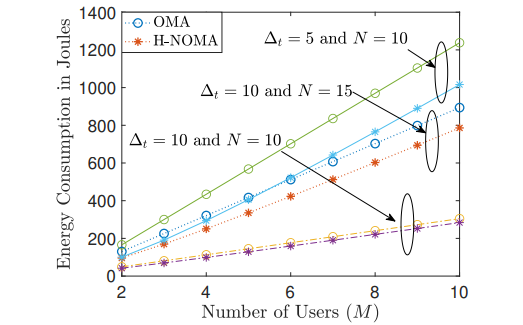 1400
1200
1000
800
600
400
200
0
Energy Consumption in Joules
OMA
H-NOMA
Δt = 5 and N = 10
Δt = 10 and N = 15
Δt = 10 and N = 10
2 4 6 8 10
Number of Users (M)